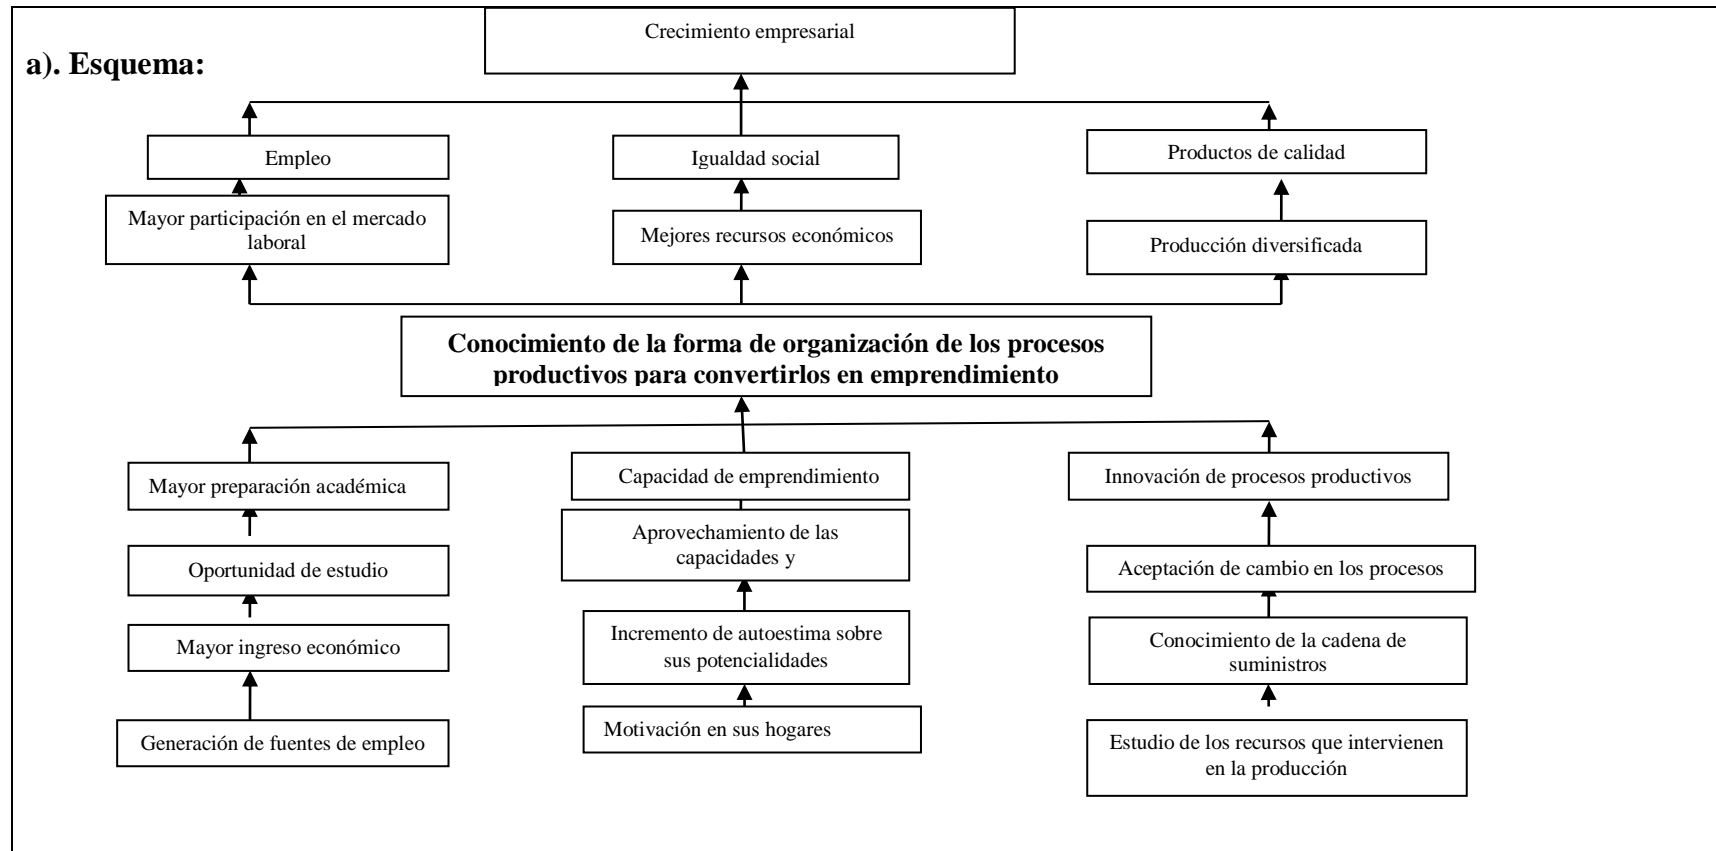 Crecimiento empresarial
a). Esquema:
Empleo
Igualdad social
Productos de calidad
Mayor participación en el mercado
laboral
Mejores recursos económicos
Producción diversificada
Conocimiento de la forma de organización de los procesos
productivos para convertirlos en emprendimiento
Mayor preparación académica
Capacidad de emprendimiento
Innovación de procesos productivos
Aprovechamiento de las
capacidades y
Oportunidad de estudio
Aceptación de cambio en los procesos
Mayor ingreso económico
Incremento de autoestima sobre
sus potencialidades
Conocimiento de la cadena de
suministros
Generación de fuentes de empleo
Motivación en sus hogares
Estudio de los recursos que intervienen
en la producción